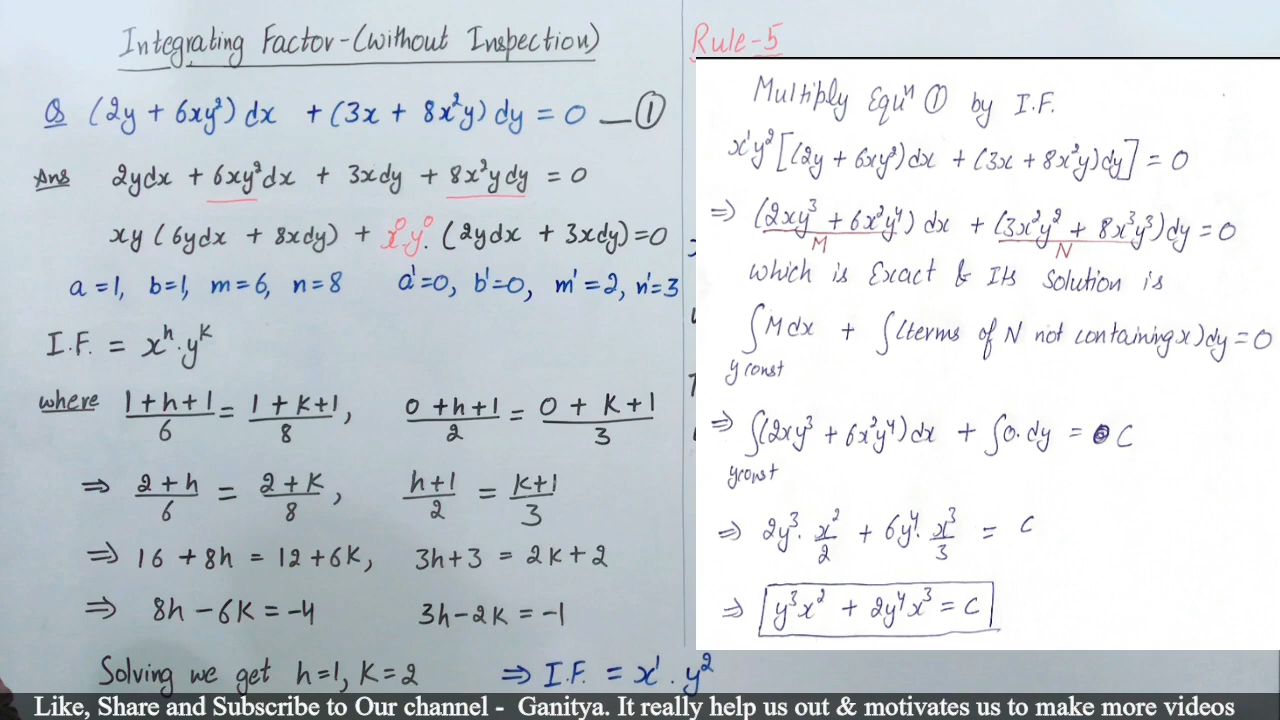 Integrating Factor-(without Inspection)
Q (2y + 6xy²) dx + (3x + 8x²y) dy = 0 —①
Ans 2ydx + 6xy²dx + 3xdy + 8x²ydy = 0
xy (6ydx + 8xdy) + x⁰y⁰. (2ydx + 3xdy)=0
a=1, b=1, m=6, n=8 a'=0, b'=0, m'=2, n'=3
I.F. = xʰ.yᵏ
where (1+h+1)/6 = (1+k+1)/8, (0+h+1)/2 = (0+k+1)/3
⇒ (2+h)/6 = (2+k)/8, (h+1)/2 = (k+1)/3
⇒ 16 +8h = 12+6k, 3h+3 = 2k+2
⇒ 8h - 6k = -4 3h-2k = -1
Solving we get h=1, k=2 ⇒ I.F. = x¹.y²
Rule-5
Multiply Equⁿ ① by I.F.
x¹y²[(2y + 6xy²)dx + (3x + 8x²y)dy] = 0
⇒ (2xy³ + 6x²y⁴) dx + (3x²y² + 8x³y³)dy = 0
M N
which is Exact & Its Solution is
∫Mdx + ∫(terms of N not containing x)dy = 0
y const
⇒ ∫(2xy³ + 6x²y⁴)dx + ∫0.dy = C
y const
⇒ 2y³. x²/2 + 6y⁴. x³/3 = C
⇒ y³x² + 2y⁴x³ = C
Like, Share and Subscribe to Our channel - Ganitya. It really help us out & motivates us to make more videos